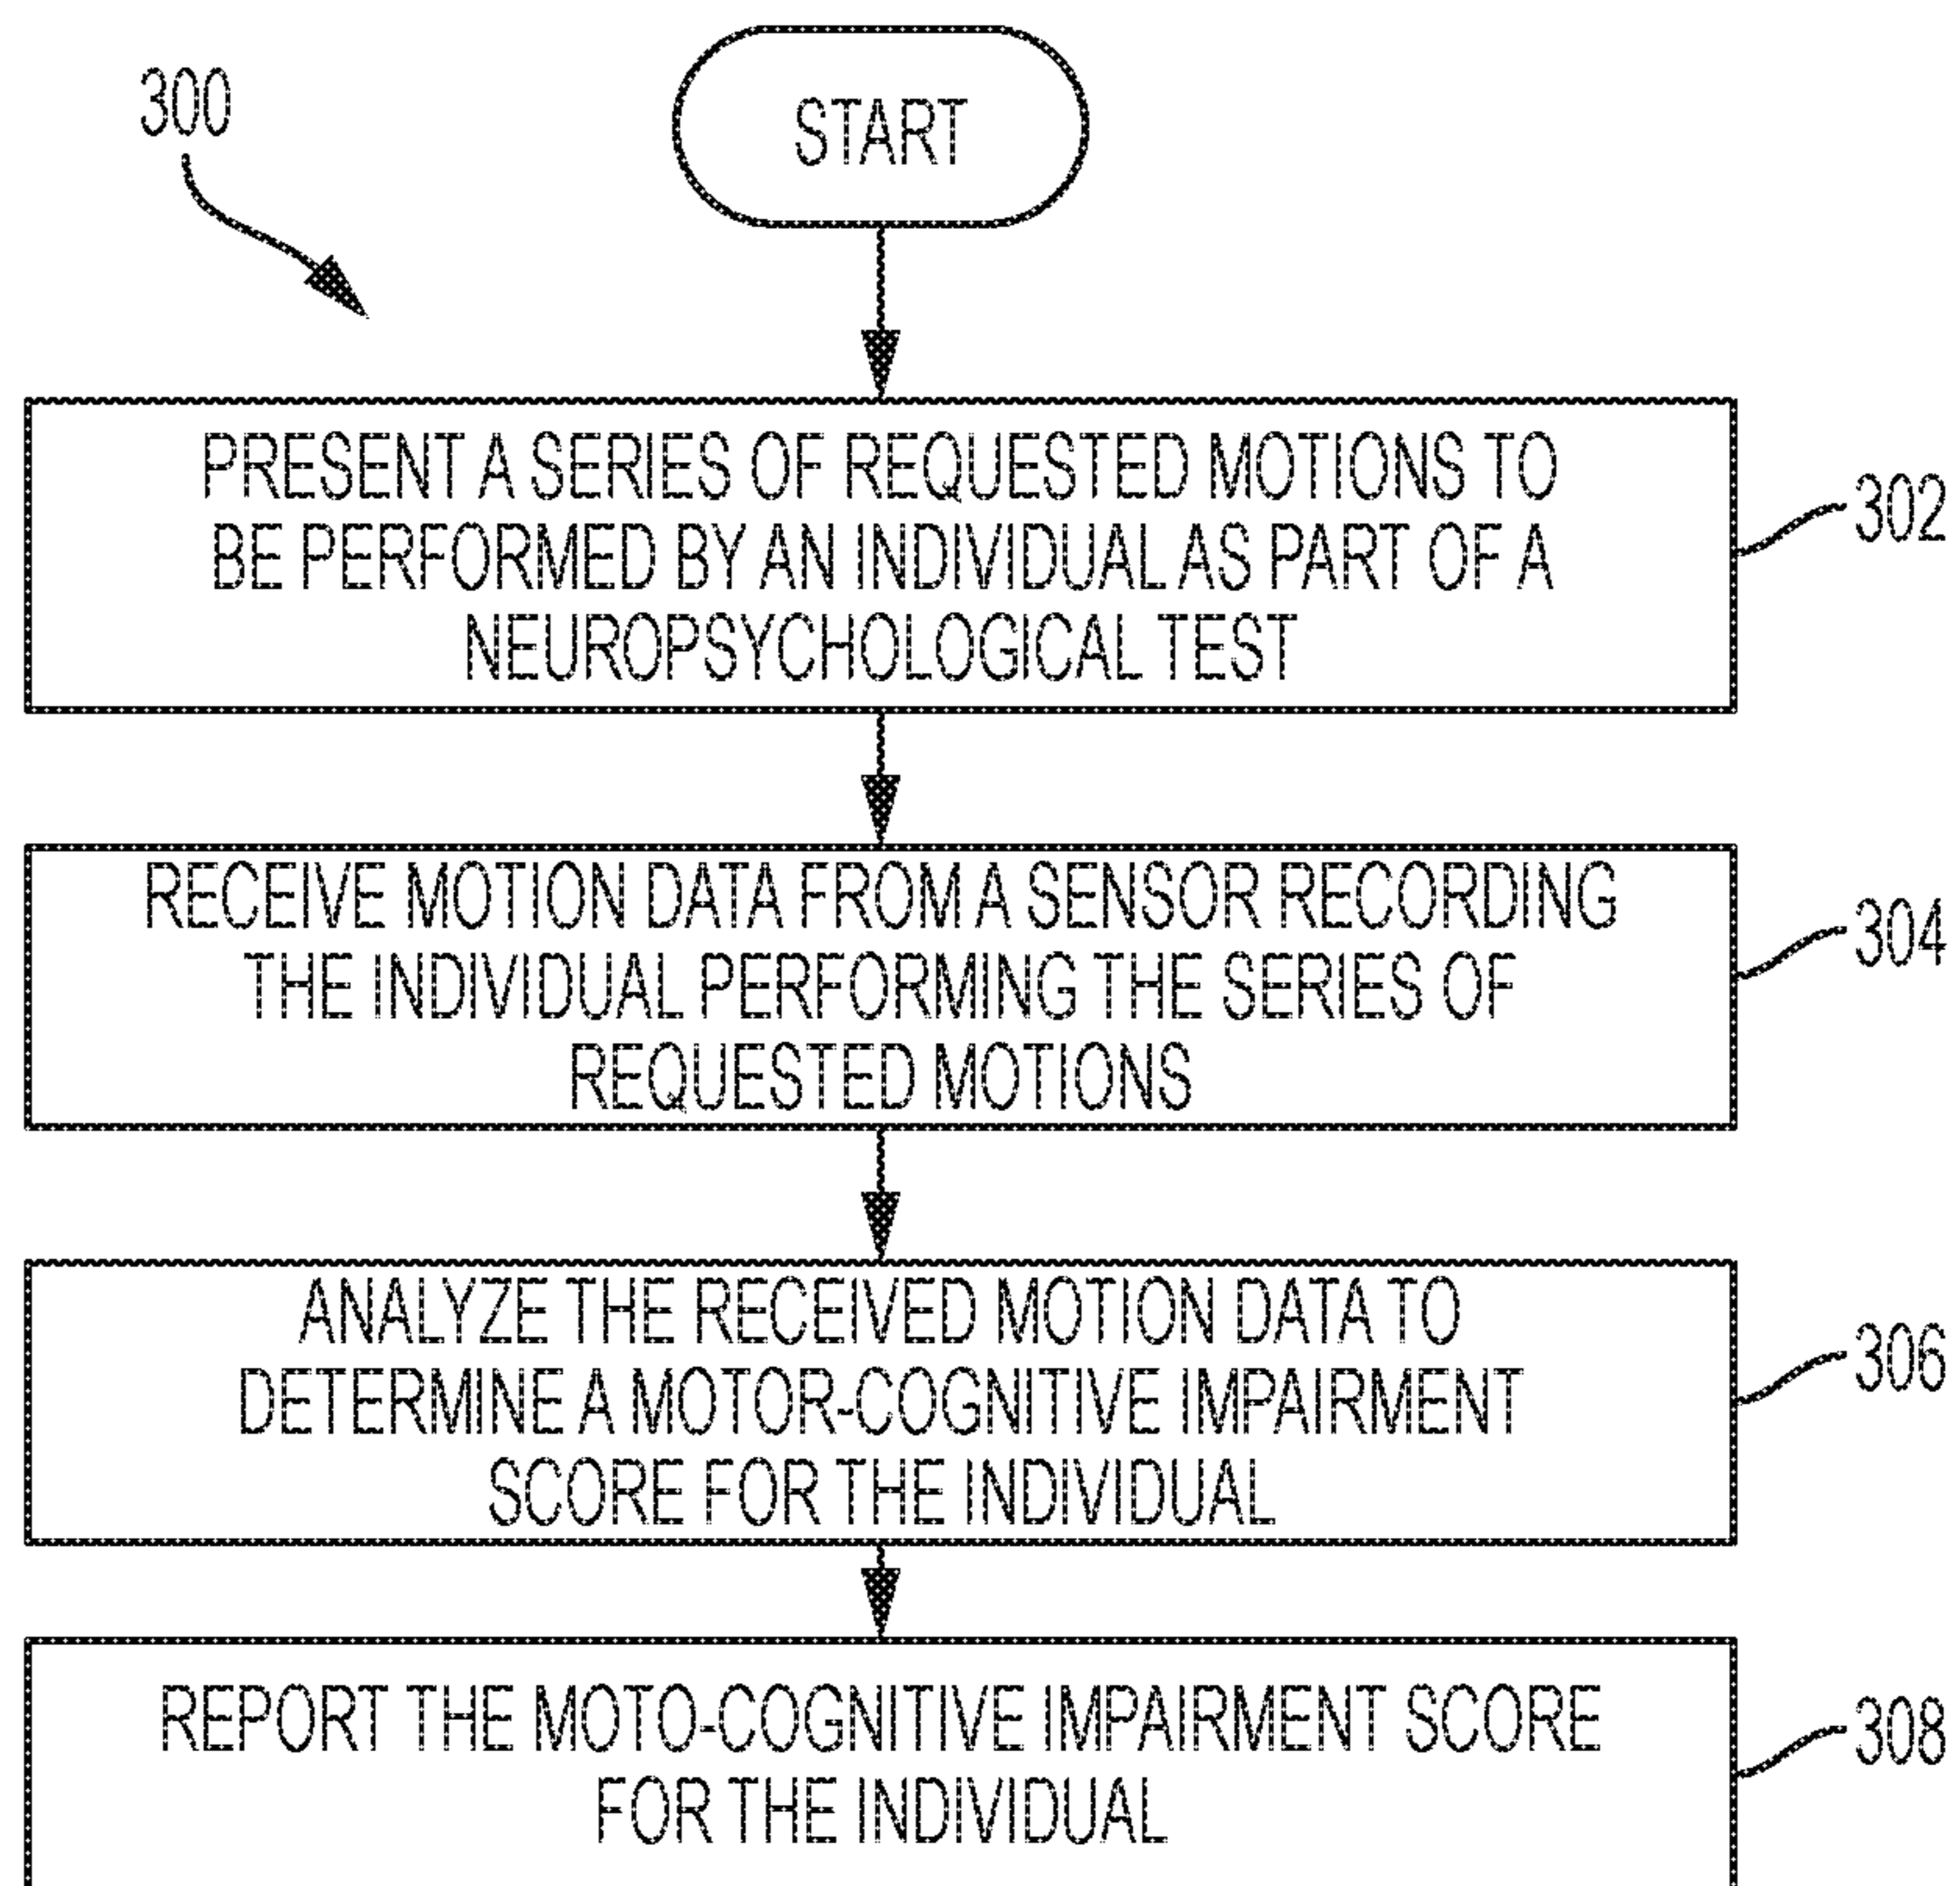 300
START
PRESENT A SERIES OF REQUESTED MOTIONS TO
BE PERFORMED BY AN INDIVIDUAL AS PART OF A
NEUROPSYCHOLOGICAL TEST
302
RECEIVE MOTION DATA FROM A SENSOR RECORDING
THE INDIVIDUAL PERFORMING THE SERIES OF
REQUESTED MOTIONS
304
ANALYZE THE RECEIVED MOTION DATA TO
DETERMINE A MOTOR-COGNITIVE IMPAIRMENT
SCORE FOR THE INDIVIDUAL
306
REPORT THE MOTO-COGNITIVE IMPAIRMENT SCORE
FOR THE INDIVIDUAL
308